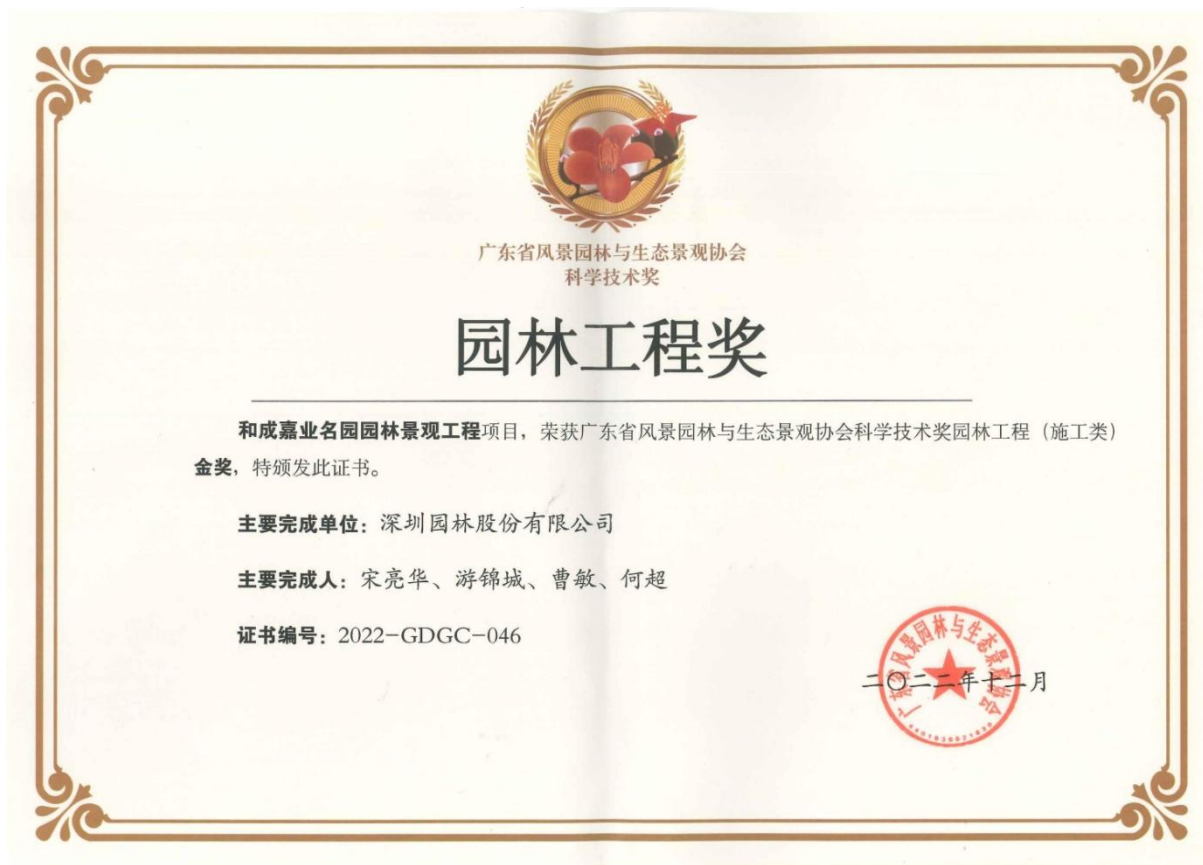 广东省风景园林与生态景观协会
科学技术奖
园林工程奖
和成嘉业名园园林景观工程项目，荣获广东省风景园林与生态景观协会科学技术奖园林工程（施工类）
金奖，特颁发此证书。
主要完成单位：深圳园林股份有限公司
主要完成人：宋亮华、游锦城、曹敏、何超
证书编号：2022-GDGC-046
广东省风景园林与生态景观协会
二〇二二年十二月